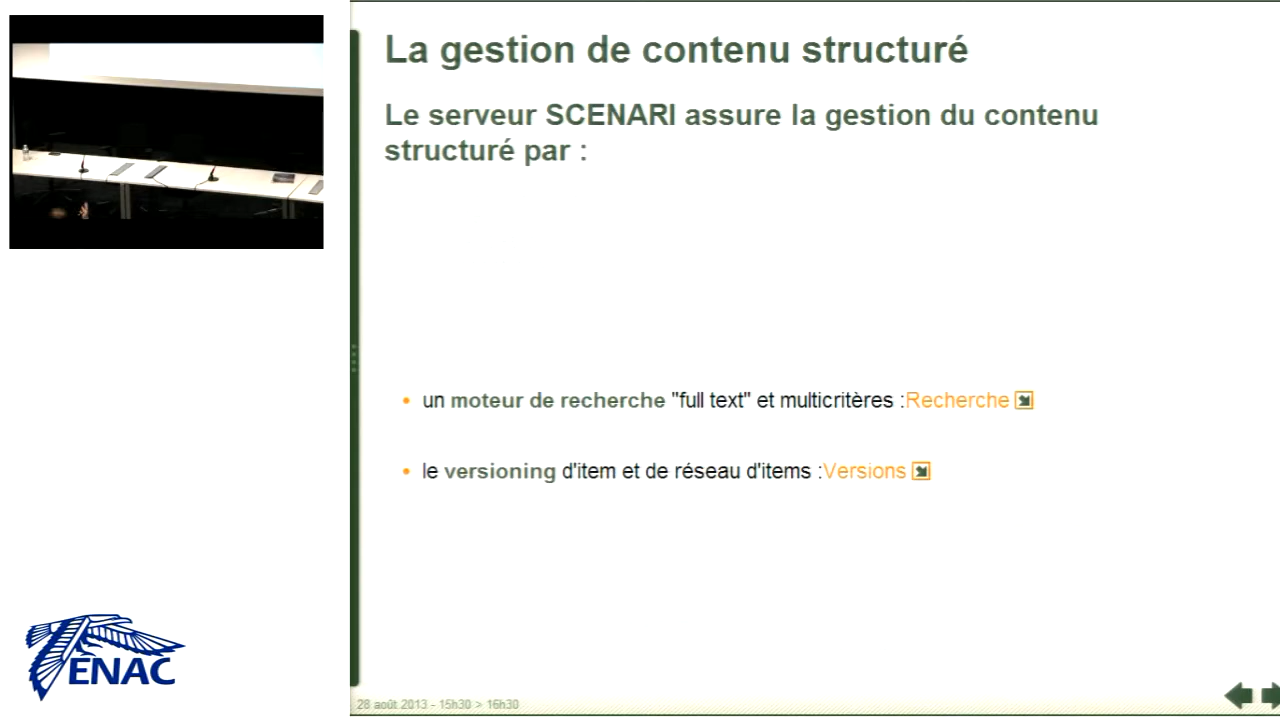 La gestion de contenu structuré
Le serveur SCENARI assure la gestion du contenu
structuré par :
• un moteur de recherche "full text" et multicritères :Recherche
• le versioning d'item et de réseau d'items :Versions
ENAC
28 août 2013 - 15h30 > 16h30